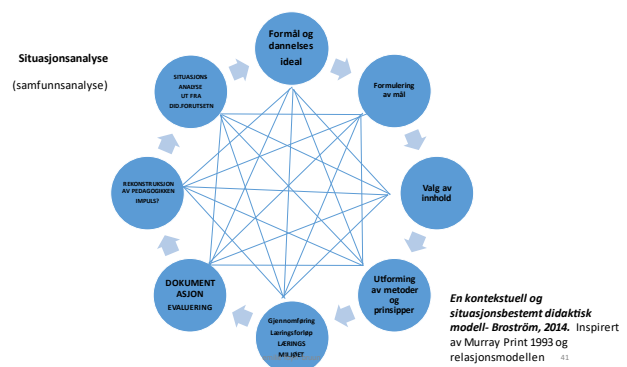 Situasjonsanalyse
(samfunnsanalyse)
Formål og
dannelses
ideal
Formulering
av mål
Valg av
innhold
Utforming
av metoder
og
prinsipper
Gjennomføring
Læringsforløp
LÆRINGS
MILJØET
DOKUMENT
ASJON
EVALUERING
REKONSTRUKSJON
AV PEDAGOGIKKEN
IMPULS?
SITUASJONS
ANALYSE
UT FRA
DID.FORUTSETN
En kontekstuell og
situasjonsbestemt didaktisk
modell- Broström, 2014. Inspirert
av Murray Print 1993 og
relasjonsmodellen
41